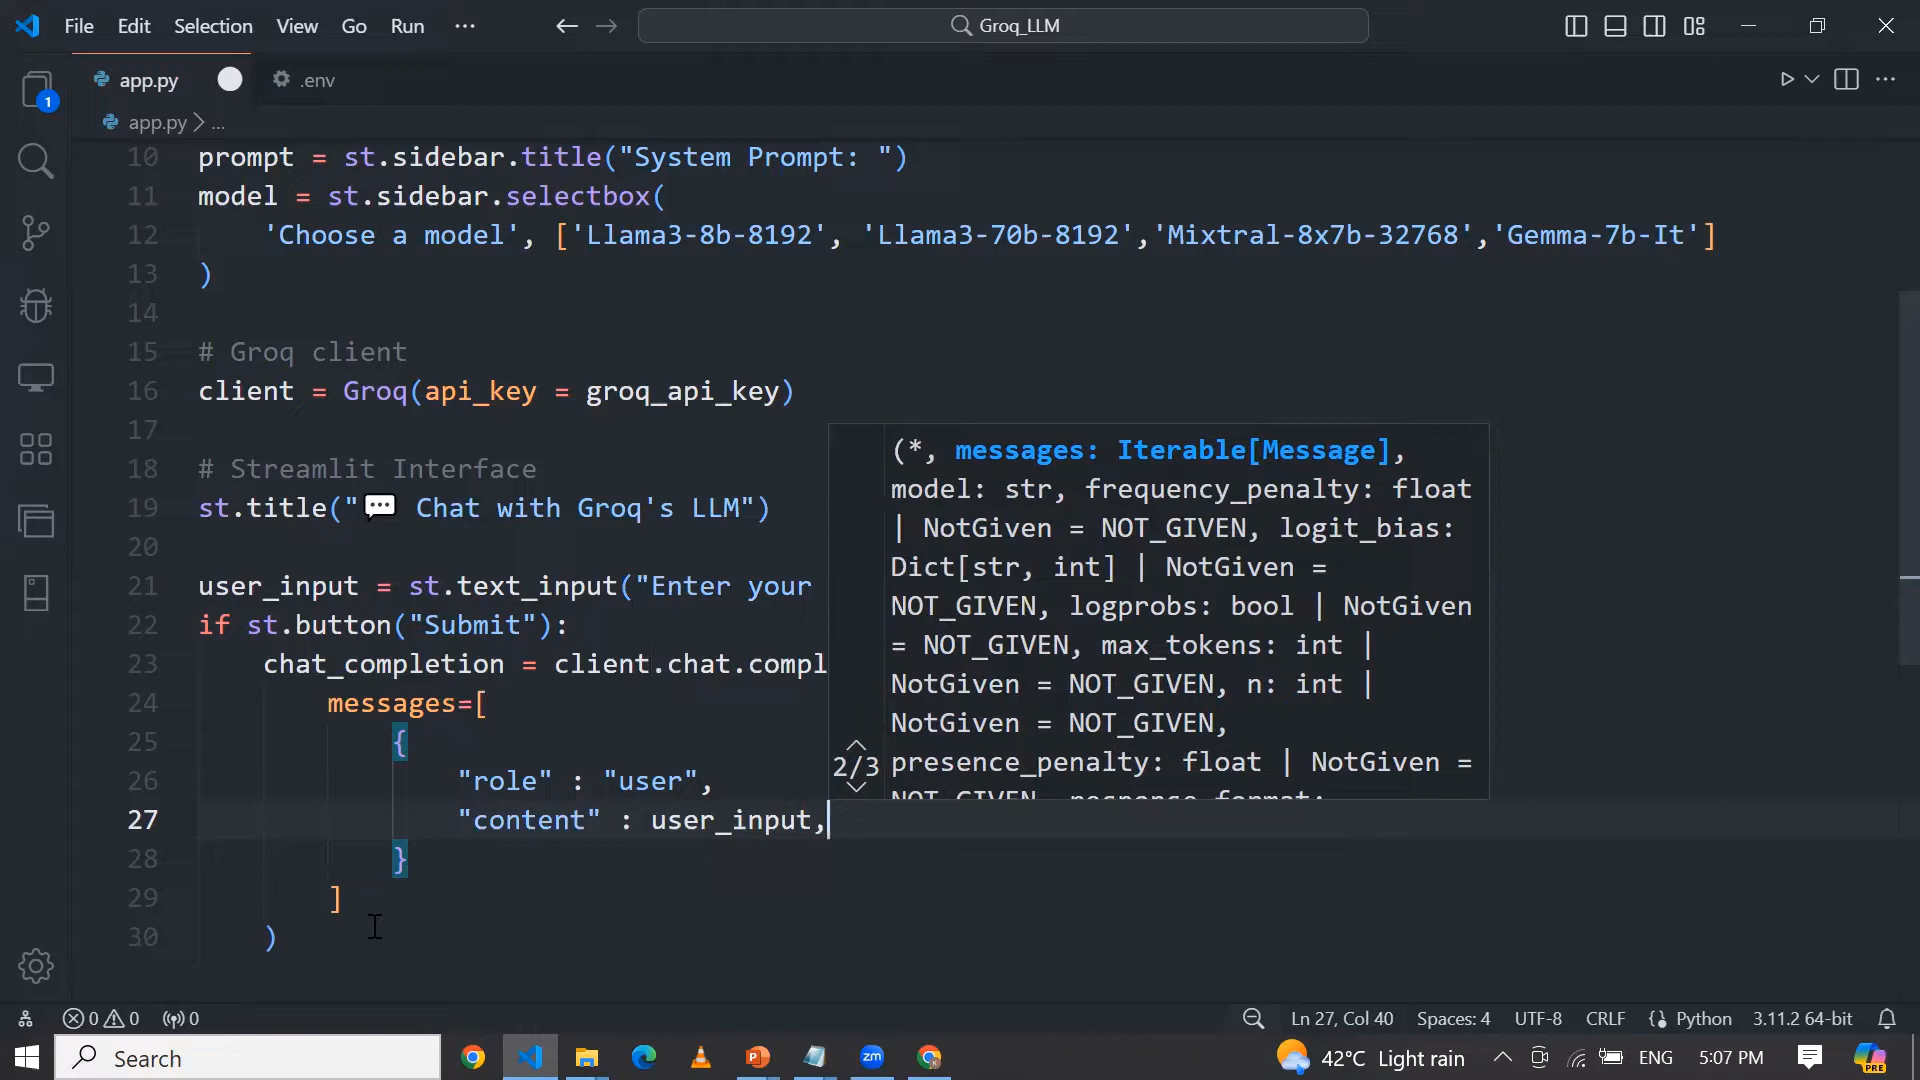 File Edit Selection View Go Run ··· Groq_LLM
app.py .env
app.py > ...
10 prompt = st.sidebar.title("System Prompt: ")
11 model = st.sidebar.selectbox(
12 'Choose a model', ['Llama3-8b-8192', 'Llama3-70b-8192','Mixtral-8x7b-32768','Gemma-7b-It']
13 )
14
15 # Groq client
16 client = Groq(api_key = groq_api_key)
17
18 # Streamlit Interface
19 st.title("💬 Chat with Groq's LLM")
20
21 user_input = st.text_input("Enter your
22 if st.button("Submit"):
23 chat_completion = client.chat.compl
24 messages=[
25 {
26 "role" : "user",
27 "content" : user_input,
28 }
29 ]
30 )
(*, messages: Iterable[Message],
model: str, frequency_penalty: float
| NotGiven = NOT_GIVEN, logit_bias:
Dict[str, int] | NotGiven =
NOT_GIVEN, logprobs: bool | NotGiven
= NOT_GIVEN, max_tokens: int |
NotGiven = NOT_GIVEN, n: int |
NotGiven = NOT_GIVEN,
2/3 presence_penalty: float | NotGiven =
NOT_GIVEN, response_format:
1
0 0 0 Ln 27, Col 40 Spaces: 4 UTF-8 CRLF Python 3.11.2 64-bit
Search zm 42°C Light rain ENG 5:07 PM PRE